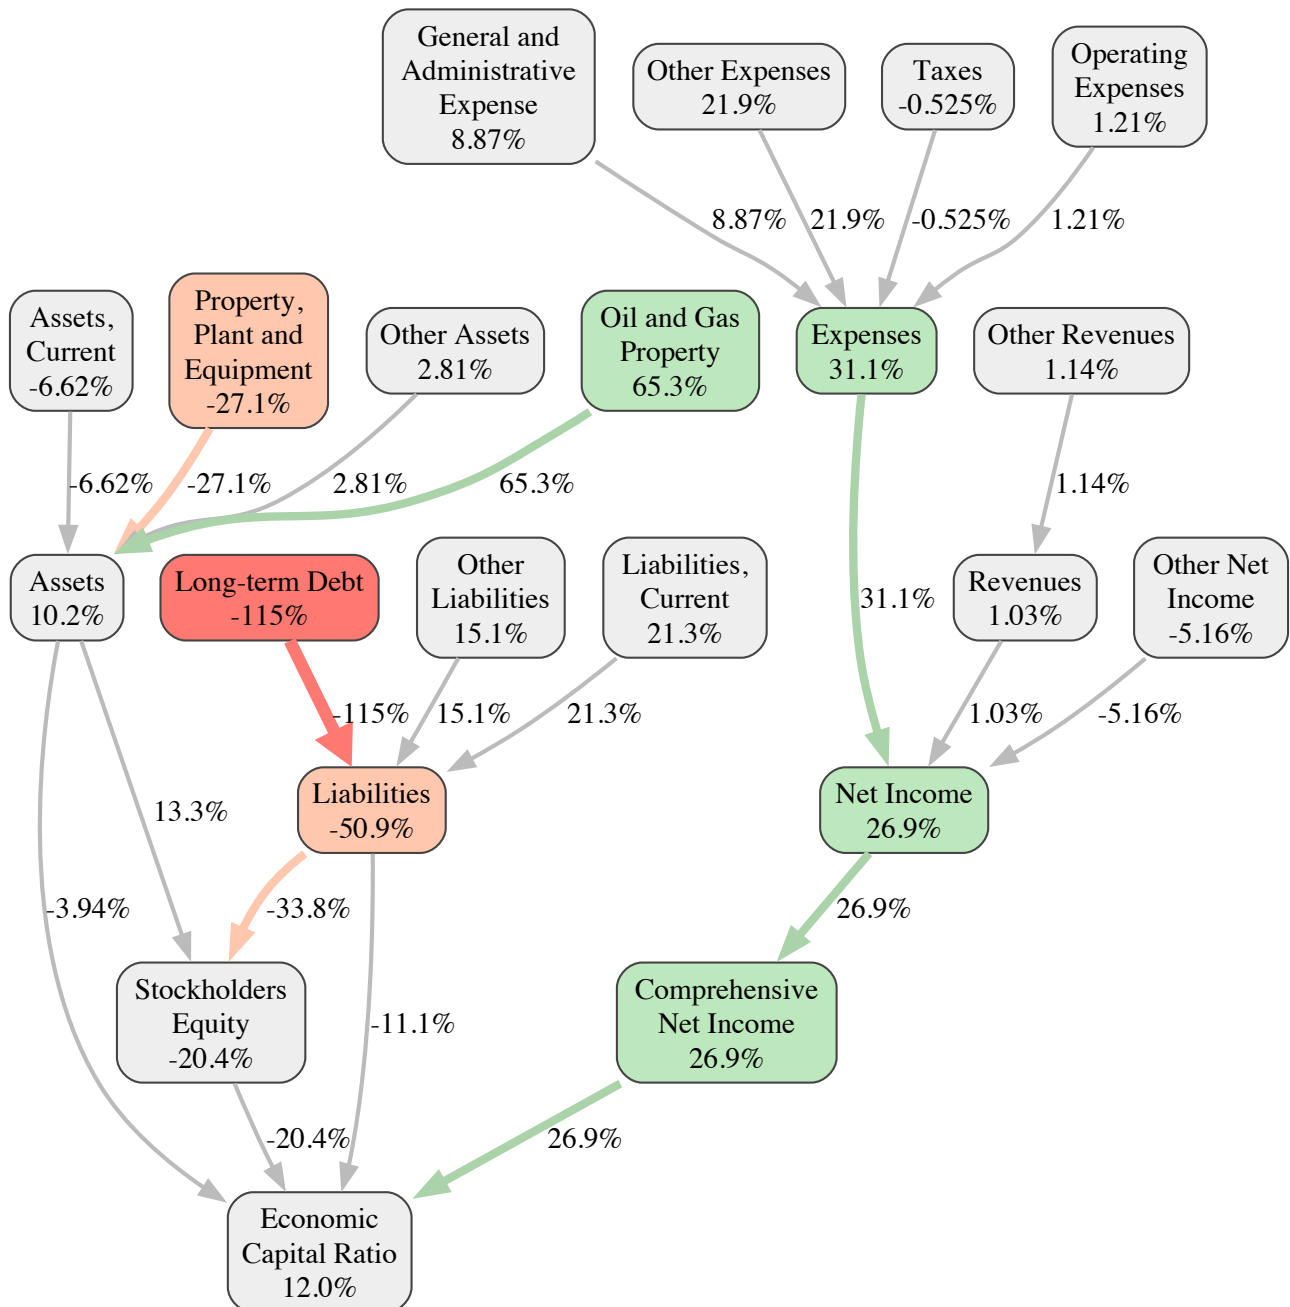 General and
Administrative
Expense
8.87%
Other Expenses
21.9%
Taxes
-0.525%
Operating
Expenses
1.21%
8.87%
21.9%
-0.525%
1.21%
Assets,
Current
-6.62%
Property,
Plant and
Equipment
-27.1%
Other Assets
2.81%
Oil and Gas
Property
65.3%
Expenses
31.1%
Other Revenues
1.14%
-6.62%
-27.1%
2.81%
65.3%
1.14%
Assets
10.2%
Long-term Debt
-115%
Other
Liabilities
15.1%
Liabilities,
Current
21.3%
31.1%
Revenues
1.03%
Other Net
Income
-5.16%
-115%
15.1%
21.3%
1.03%
-5.16%
13.3%
Liabilities
-50.9%
Net Income
26.9%
-3.94%
-33.8%
26.9%
Stockholders
Equity
-20.4%
-11.1%
Comprehensive
Net Income
26.9%
-20.4%
26.9%
Economic
Capital Ratio
12.0%